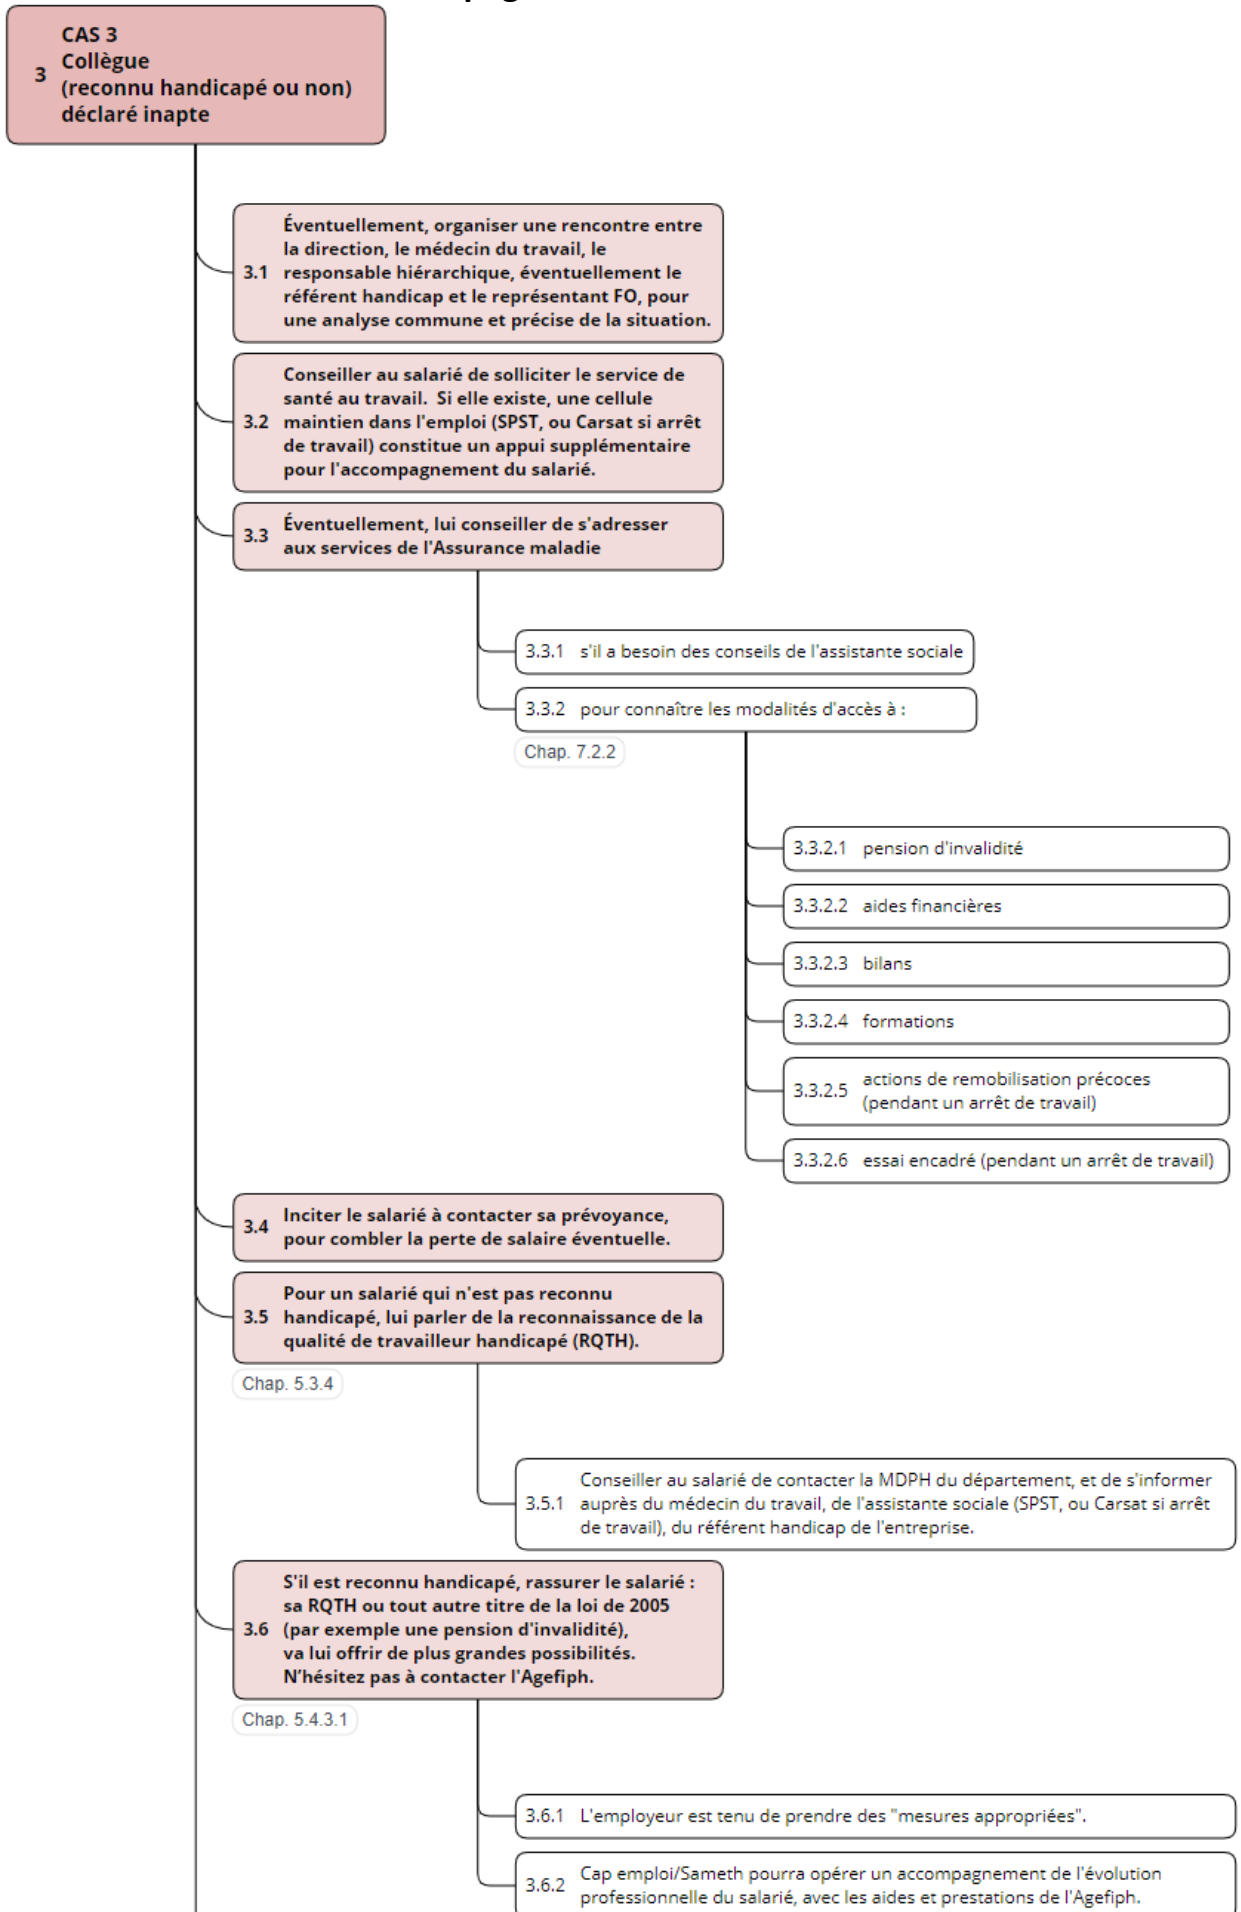 3
CAS 3
Collègue
(reconnu handicapé ou non)
déclaré inapte
3.1
Éventuellement, organiser une rencontre entre
la direction, le médecin du travail, le
responsable hiérarchique, éventuellement le
référent handicap et le représentant FO, pour
une analyse commune et précise de la situation.
3.2
Conseiller au salarié de solliciter le service de
santé au travail.  Si elle existe, une cellule
maintien dans l'emploi (SPST, ou Carsat si arrêt
de travail) constitue un appui supplémentaire
pour l'accompagnement du salarié.
3.3
Éventuellement, lui conseiller de s'adresser
aux services de l'Assurance maladie
3.3.1 s'il a besoin des conseils de l'assistante sociale
3.3.2 pour connaître les modalités d'accès à :
Chap. 7.2.2
3.3.2.1 pension d'invalidité
3.3.2.2 aides financières
3.3.2.3 bilans
3.3.2.4 formations
3.3.2.5
actions de remobilisation précoces
(pendant un arrêt de travail)
3.3.2.6 essai encadré (pendant un arrêt de travail)
3.4
Inciter le salarié à contacter sa prévoyance,
pour combler la perte de salaire éventuelle.
3.5
Pour un salarié qui n'est pas reconnu
handicapé, lui parler de la reconnaissance de la
qualité de travailleur handicapé (RQTH).
Chap. 5.3.4
3.5.1
Conseiller au salarié de contacter la MDPH du département, et de s'informer
auprès du médecin du travail, de l'assistante sociale (SPST, ou Carsat si arrêt
de travail), du référent handicap de l'entreprise.
3.6
S'il est reconnu handicapé, rassurer le salarié :
sa RQTH ou tout autre titre de la loi de 2005
(par exemple une pension d'invalidité),
va lui offrir de plus grandes possibilités.
N’hésitez pas à contacter l'Agefiph.
Chap. 5.4.3.1
3.6.1 L'employeur est tenu de prendre des "mesures appropriées".
3.6.2
Cap emploi/Sameth pourra opérer un accompagnement de l'évolution
professionnelle du salarié, avec les aides et prestations de l'Agefiph.